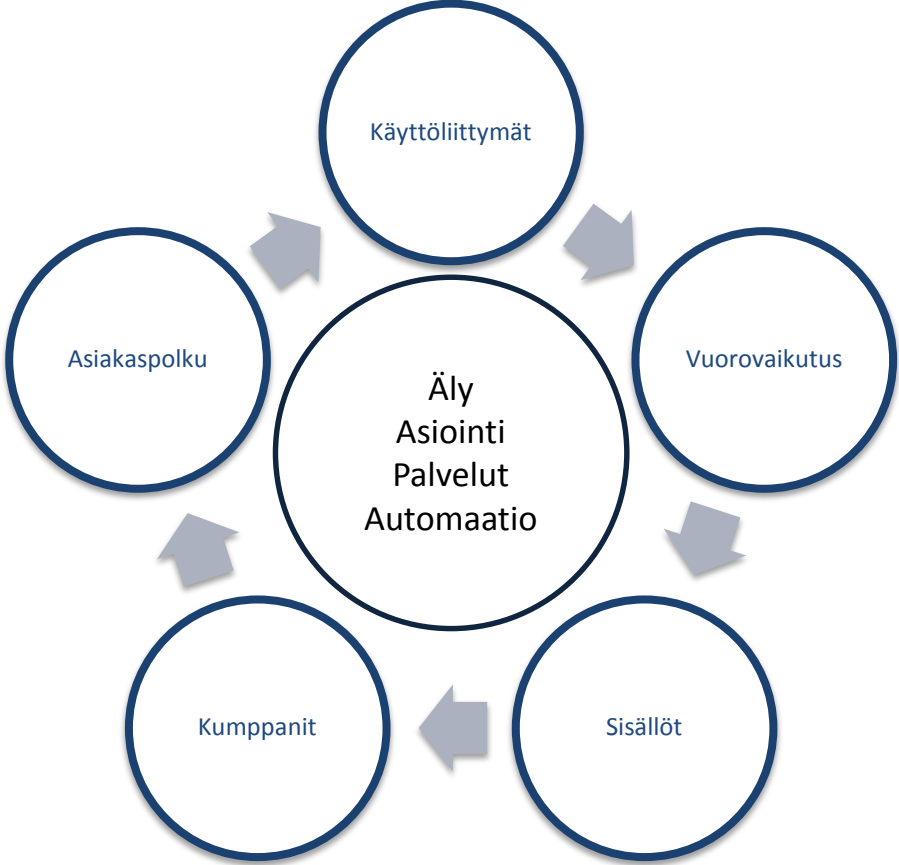 Käyttöliittymät
Vuorovaikutus
Sisällöt
Kumppanit
Asiakaspolku
Äly
Asiointi
Palvelut
Automaatio